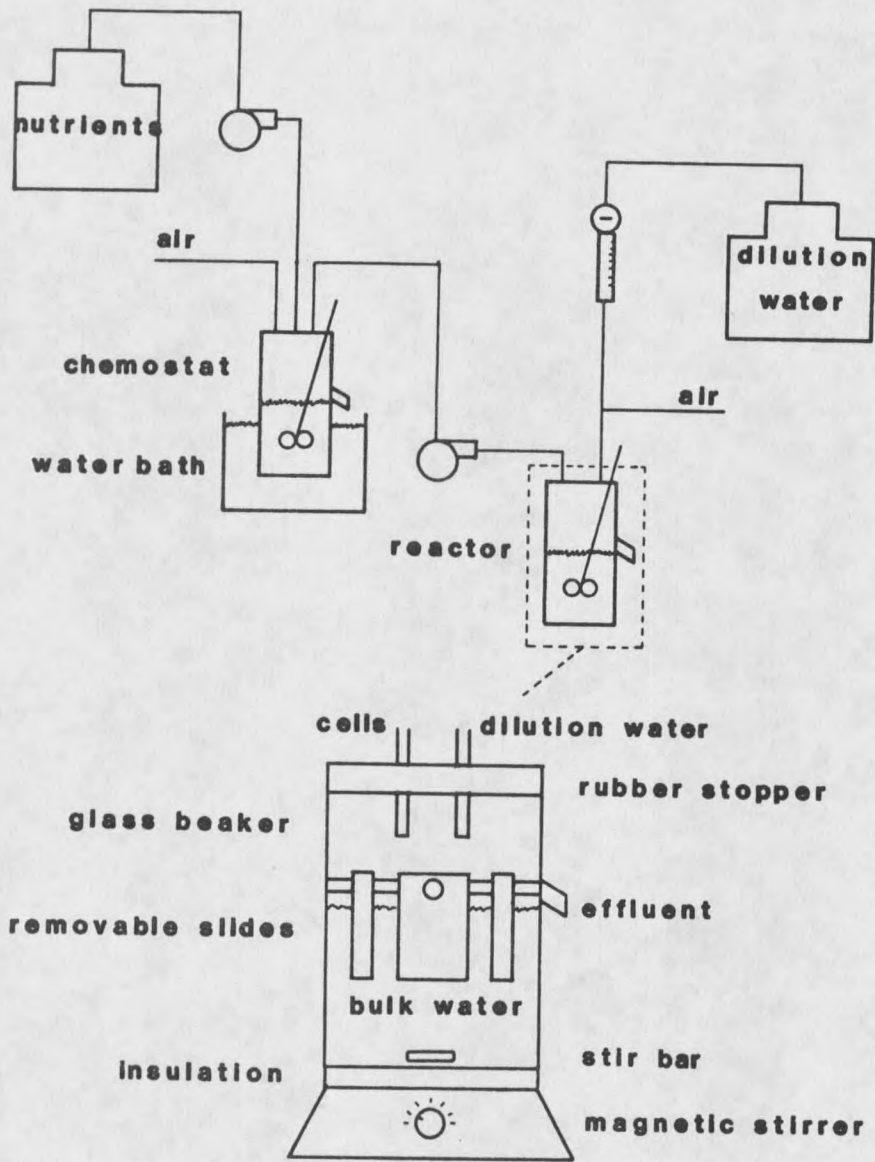 nutrients
air
dilution
water
chemostat
air
water bath
reactor
cells
dilution water
rubber stopper
glass beaker
effluent
removable slides
bulk water
stir bar
insulation
magnetic stirrer